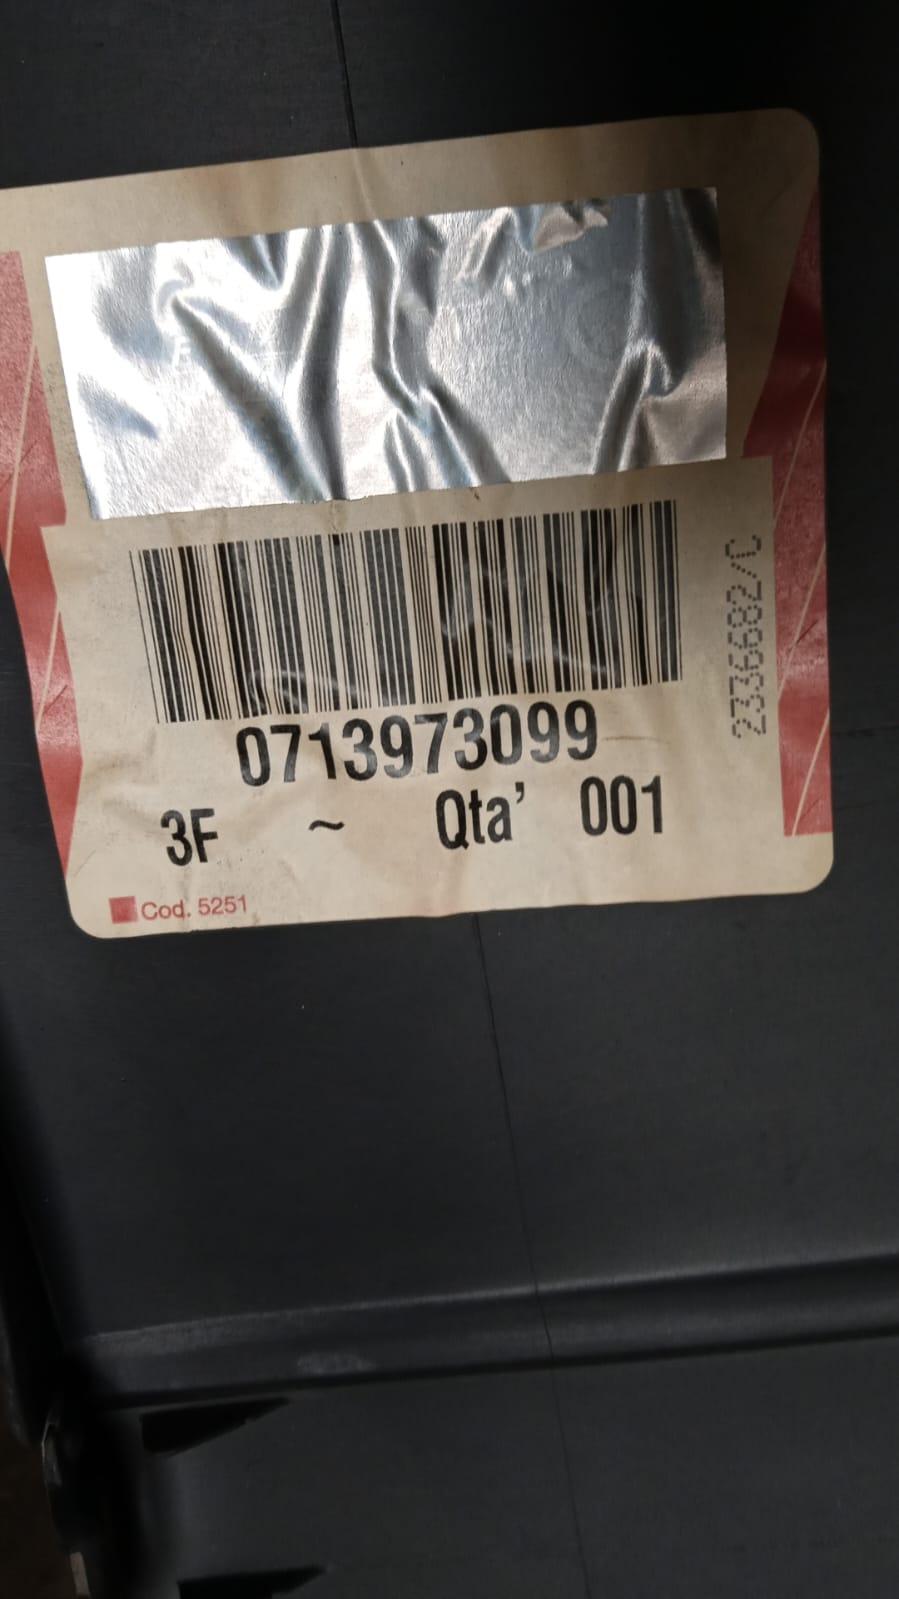 0713973099
3F ~ Qta' 001
Cod. 5251
2336682/C